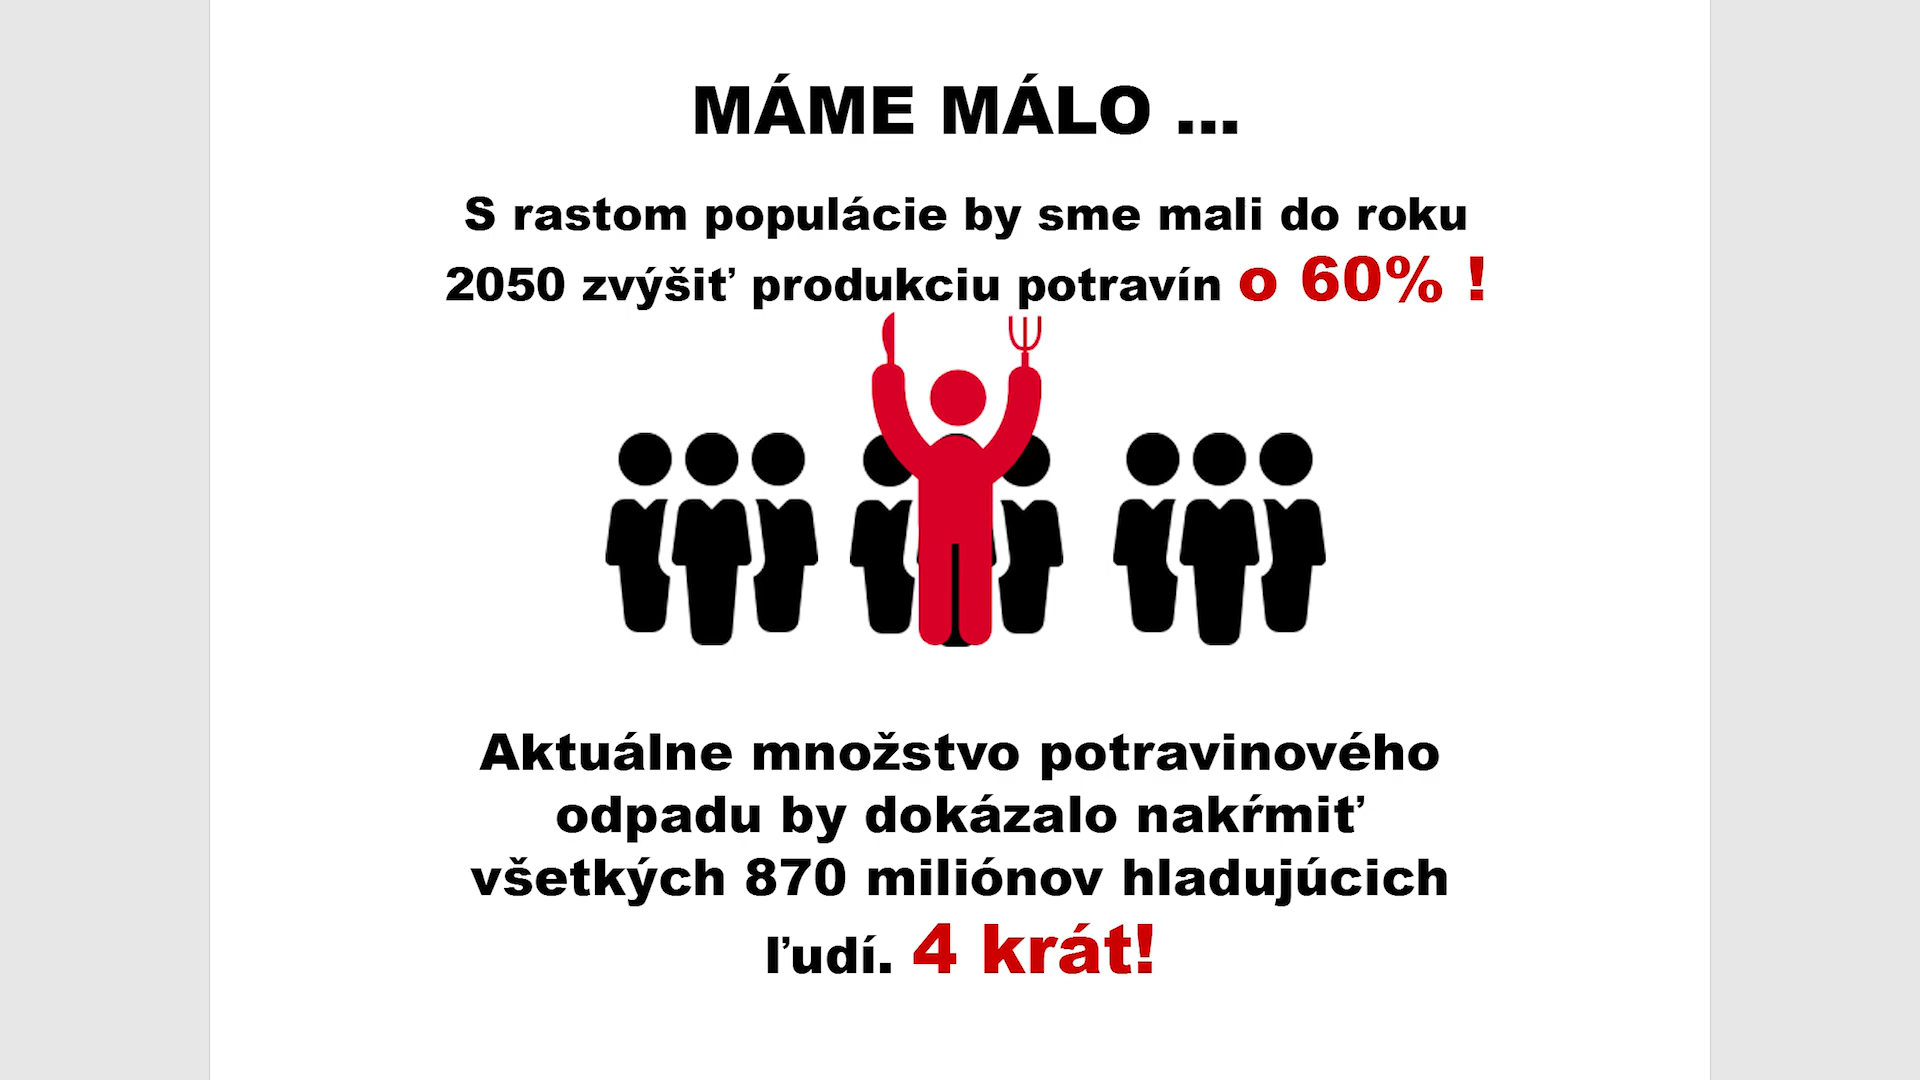 MÁME MÁLO ...
S rastom populácie by sme mali do roku
2050 zvýšiť produkciu potravín o 60% !
Aktuálne množstvo potravinového
odpadu by dokázalo nakŕmiť
všetkých 870 miliónov hladujúcich
ľudí. 4 krát!